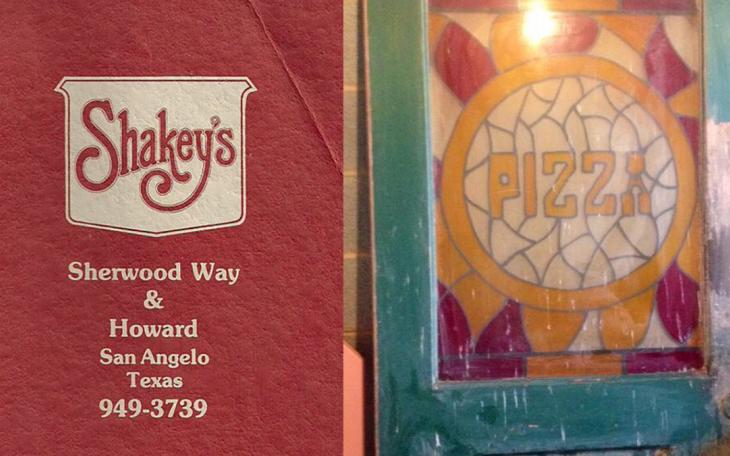 Shakey's
Sherwood Way
&
Howard
San Angelo
Texas
949-3739
PIZZA